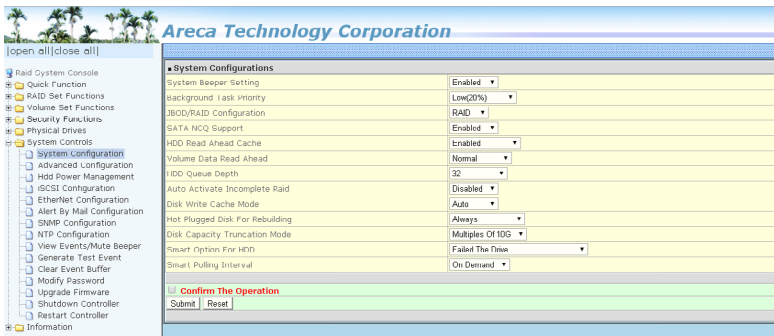 Areca Technology Corporation
|open all|close all|
Raid System Console
Quick Function
RAID Set Functions
Volume Set Functions
Security Functions
Physical Drives
System Controls
System Configuration
Advanced Configuration
Hdd Power Management
iSCSI Configuration
EtherNet Configuration
Alert By Mail Configuration
SNMP Configuration
NTP Configuration
View Events/Mute Beeper
Generate Test Event
Clear Event Buffer
Modify Password
Upgrade Firmware
Shutdown Controller
Restart Controller
Information
System Configurations
System Beeper Setting Enabled
Background Task Priority Low(20%)
JBOD/RAID Configuration RAID
SATA NCQ Support Enabled
HDD Read Ahead Cache Enabled
Volume Data Read Ahead Normal
HDD Queue Depth 32
Auto Activate Incomplete Raid Disabled
Disk Write Cache Mode Auto
Hot Plugged Disk For Rebuilding Always
Disk Capacity Truncation Mode Multiples Of 10G
Smart Option For HDD Failed The Drive
Smart Pulling Interval On Demand
Confirm The Operation
Submit Reset